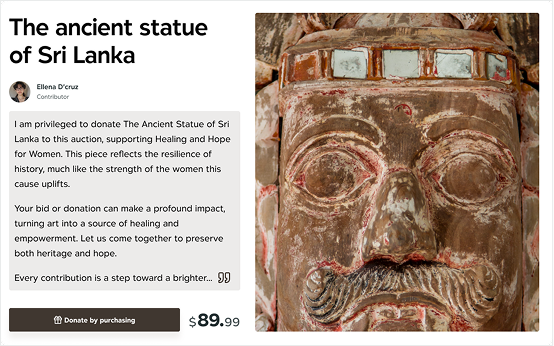 The ancient statue
of Sri Lanka
Ellena D'cruz
Contributor
I am privileged to donate The Ancient Statue of Sri
Lanka to this auction, supporting Healing and Hope
for Women. This piece reflects the resilience of
history, much like the strength of the women this
cause uplifts.
Your bid or donation can make a profound impact,
turning art into a source of healing and
empowerment. Let us come together to preserve
both heritage and hope.
Every contribution is a step toward a brighter...
Donate by purchasing
$89.99